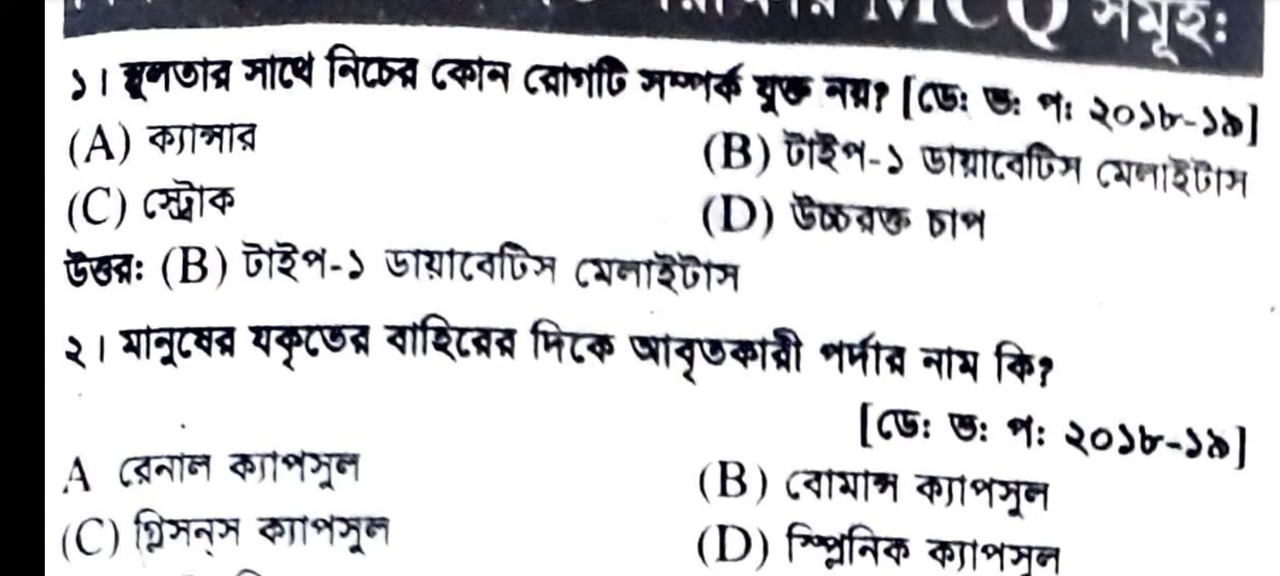 MCQ সমূহঃ
১। স্থূলতার সাথে নিচের কোন রোগটি সম্পর্ক যুক্ত নয়? [ডেঃ ভঃ পঃ ২০১৮-১৯]
(A) ক্যান্সার (B) টাইপ-১ ডায়াবেটিস মেলাইটাস
(C) স্ট্রোক (D) উচ্চরক্ত চাপ
উত্তরঃ (B) টাইপ-১ ডায়াবেটিস মেলাইটাস
২। মানুষের যকৃতের বাহিরের দিকে আবৃতকারী পর্দার নাম কি?
[ডেঃ ভঃ পঃ ২০১৮-১৯]
A রেনাল ক্যাপসুল (B) বোমান্স ক্যাপসুল
(C) গ্লিসন্স ক্যাপসুল (D) স্প্লিনিক ক্যাপসুল